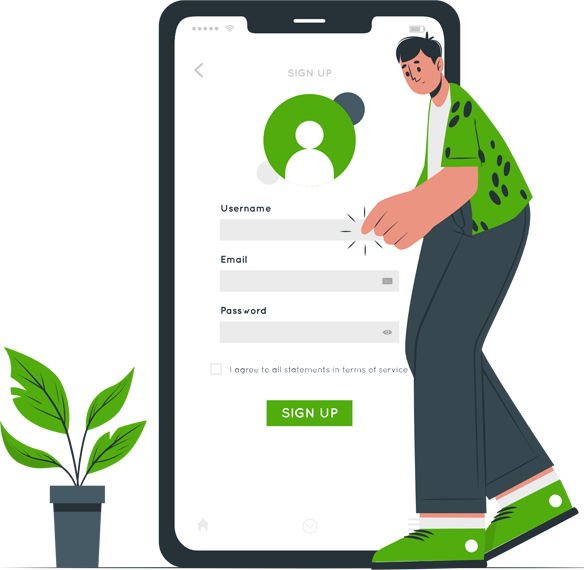 SIGN UP
Username
Email
Password
I agree to all statements in terms of service
SIGN UP